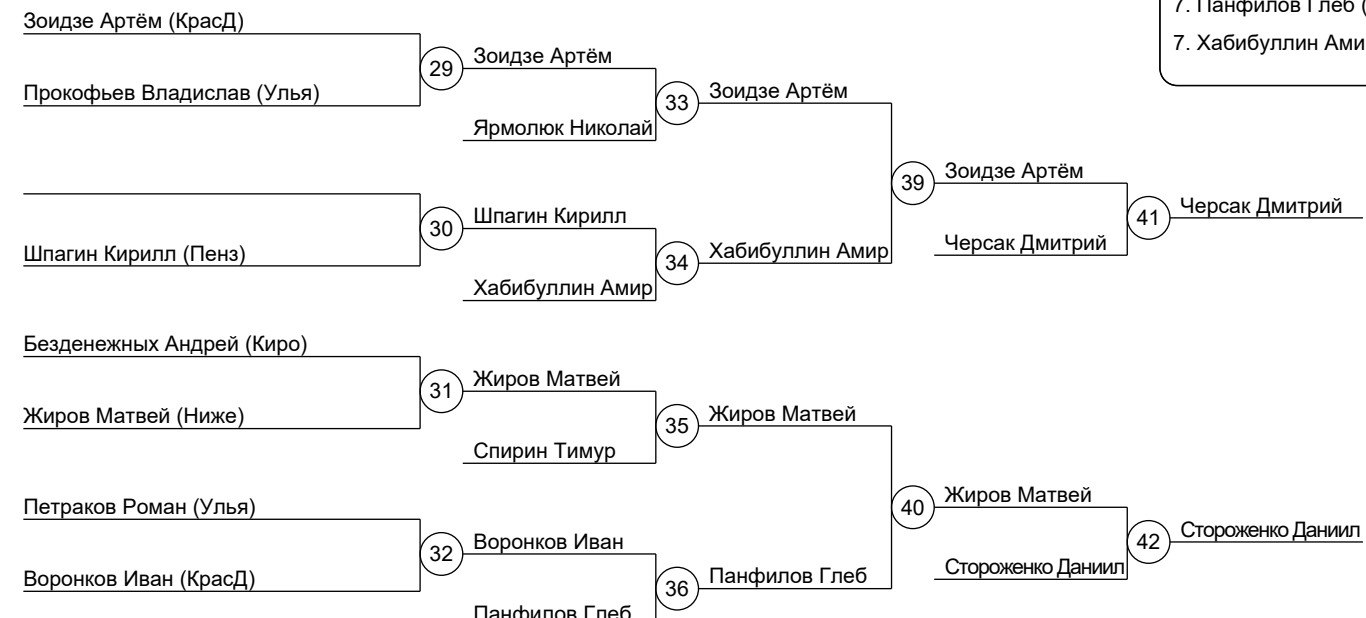 7. Панфилов Глеб (
7. Хабибуллин Ами
Зоидзе Артём (КрасД)
29
Прокофьев Владислав (Улья)
Зоидзе Артём
33
Ярмолюк Николай
Зоидзе Артём
30
Шпагин Кирилл (Пенз)
Шпагин Кирилл
34
Хабибуллин Амир
Хабибуллин Амир
39
Зоидзе Артём
41
Черсак Дмитрий
Черсак Дмитрий
Безденежных Андрей (Киро)
31
Жиров Матвей (Ниже)
Жиров Матвей
35
Спирин Тимур
Жиров Матвей
Петраков Роман (Улья)
32
Воронков Иван (КрасД)
Воронков Иван
36
Панфилов Глеб
Панфилов Глеб
40
Жиров Матвей
42
Стороженко Даниил
Стороженко Даниил